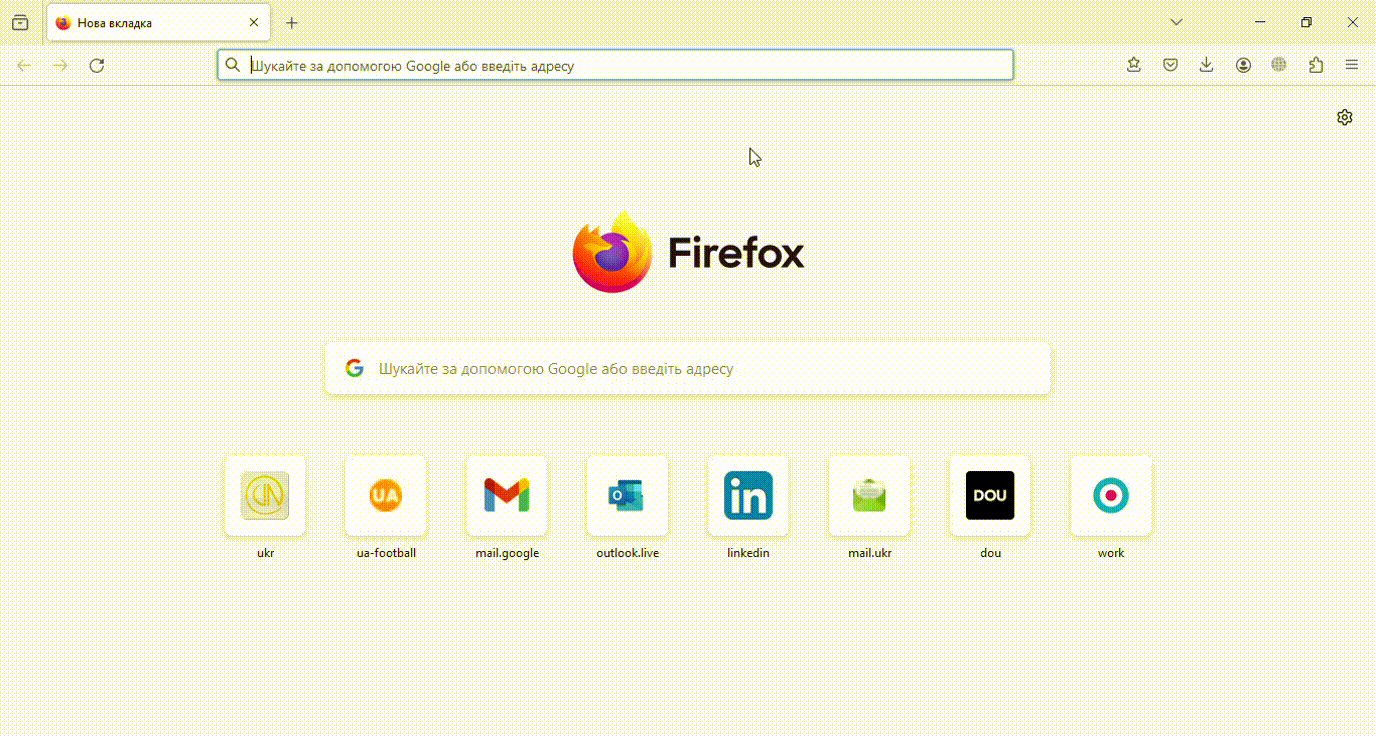 Нова вкладка
Шукайте за допомогою Google або введіть адресу
Firefox
Шукайте за допомогою Google або введіть адресу
UA
in
DOU
ukr
ua-football
mail.google
outlook.live
linkedin
mail.ukr
dou
work